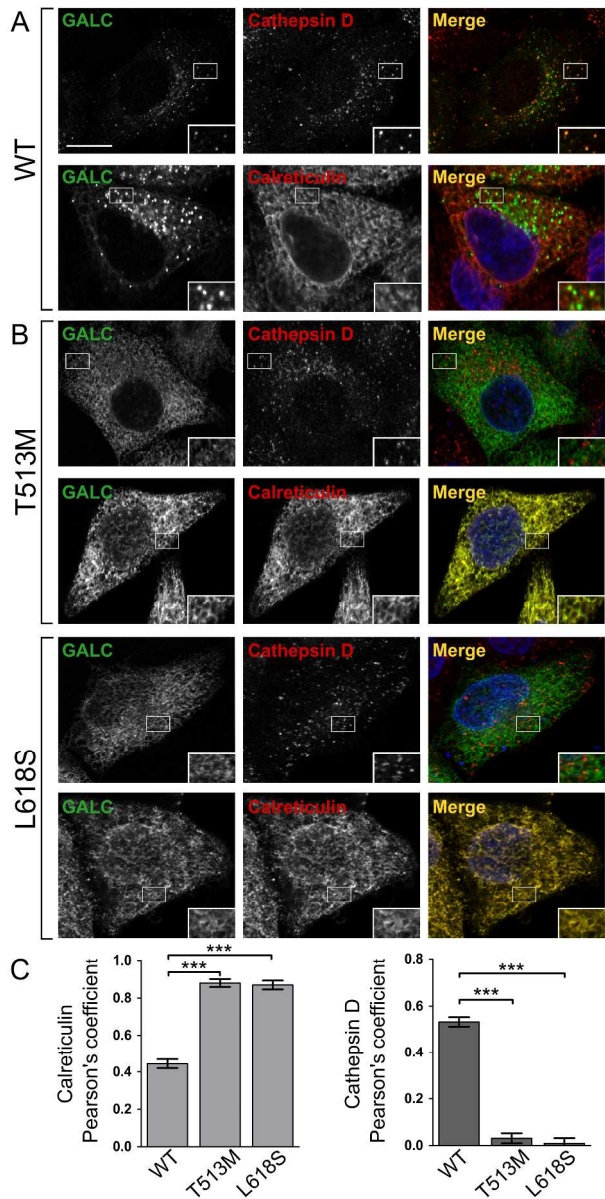 A
GALC
Cathepsin D
Merge
WT
GALC
Calreticulin
Merge
B
GALC
Cathepsin D
Merge
T513M
GALC
Calreticulin
Merge
GALC
Cathepsin D
Merge
L618S
GALC
Calreticulin
Merge
C
Calreticulin
Pearson's coefficient
1.0
0.8
0.6
0.4
0.2
0.0
***
***
WT
T513M
L618S
Cathepsin D
Pearson's coefficient
0.6
0.4
0.2
0.0
***
***
WT
T513M
L618S